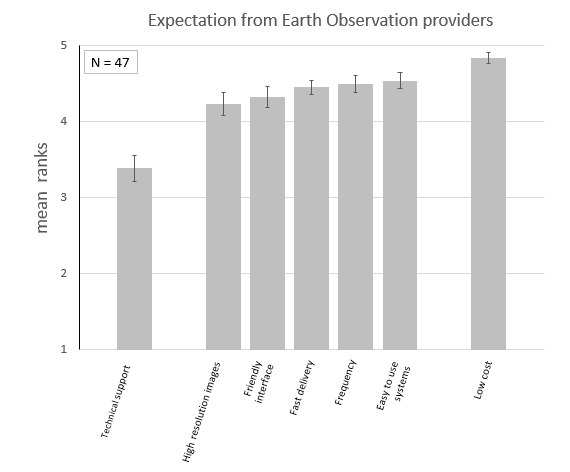 Expectation from Earth Observation providers
N = 47
mean ranks
5
4
3
2
1
Technical support
High resolution images
Friendly
interface
Fast delivery
Frequency
Easy to use
systems
Low cost